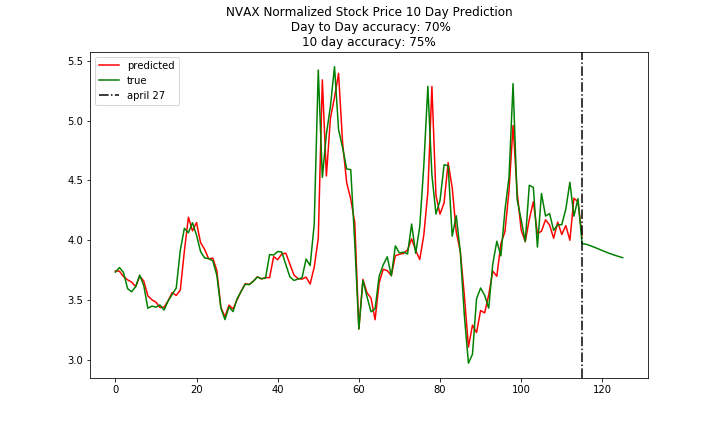 NVAX Normalized Stock Price 10 Day Prediction
Day to Day accuracy: 70%
10 day accuracy: 75%
predicted
true
april 27
5.5
5.0
4.5
4.0
3.5
3.0
0 20 40 60 80 100 120